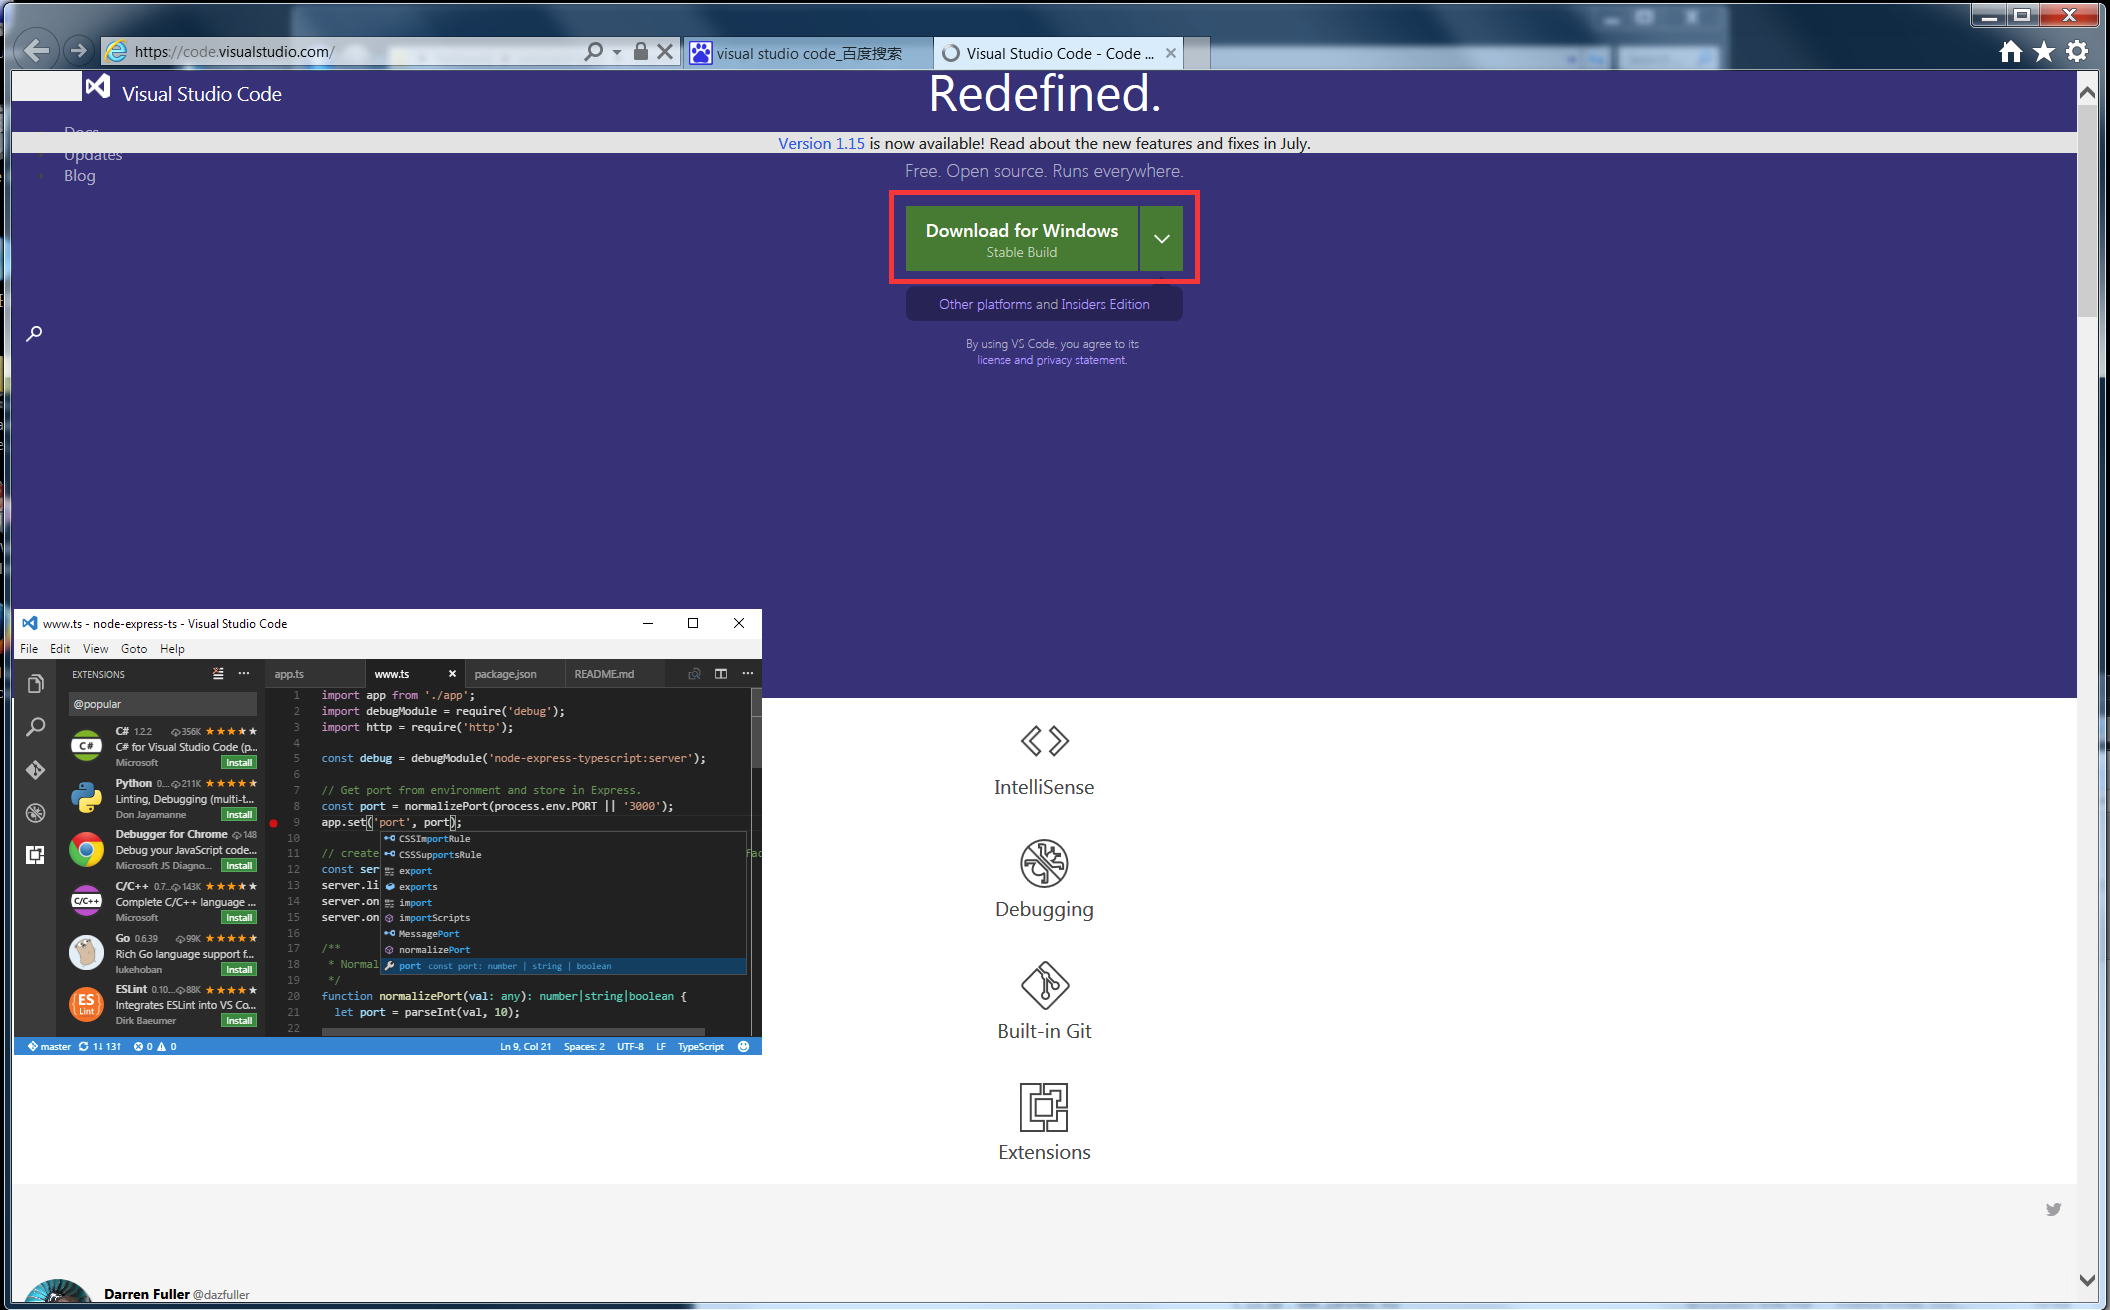 https://code.visualstudio.com/
visual studio code_百度搜索
Visual Studio Code - Code ...
Visual Studio Code
Redefined.
Docs
Version 1.15 is now available! Read about the new features and fixes in July.
Updates
Blog
Free. Open source. Runs everywhere.
Download for Windows
Stable Build
Other platforms and Insiders Edition
By using VS Code, you agree to its
license and privacy statement.
www.ts - node-express-ts - Visual Studio Code
File Edit View Goto Help
EXTENSIONS
@popular
C# 1.2.2 356K
C# for Visual Studio Code (p...
Microsoft Install
Python 0... 211K
Linting, Debugging (multi-t...
Don Jayamanne Install
Debugger for Chrome 148
Debug your JavaScript code...
Microsoft JS Diagno... Install
C/C++ 0.7... 143K
Complete C/C++ language ...
Microsoft Install
Go 0.6.39 99K
Rich Go language support f...
lukehoban Install
ESLint 0.10... 88K
Integrates ESLint into VS Co...
Dirk Baeumer Install
C#
C/C++
ES
Lint
app.ts www.ts package.json README.md
1 import app from './app';
2 import debugModule = require('debug');
3 import http = require('http');
4
5 const debug = debugModule('node-express-typescript:server');
6
7 // Get port from environment and store in Express.
8 const port = normalizePort(process.env.PORT || '3000');
9 app.set('port', port);
10
11 // create
12 const ser
13 server.li
14 server.on
15 server.on
16
17 /**
18 * Normal
19 */
20 function normalizePort(val: any): number|string|boolean {
21 let port = parseInt(val, 10);
22
CSSImportRule
CSSSupportsRule
export
exports
import
importScripts
MessagePort
normalizePort
port const port: number | string | boolean
master 1↓ 13↑ 0 0
Ln 9, Col 21 Spaces: 2 UTF-8 LF TypeScript
IntelliSense
Debugging
Built-in Git
Extensions
Darren Fuller @dazfuller